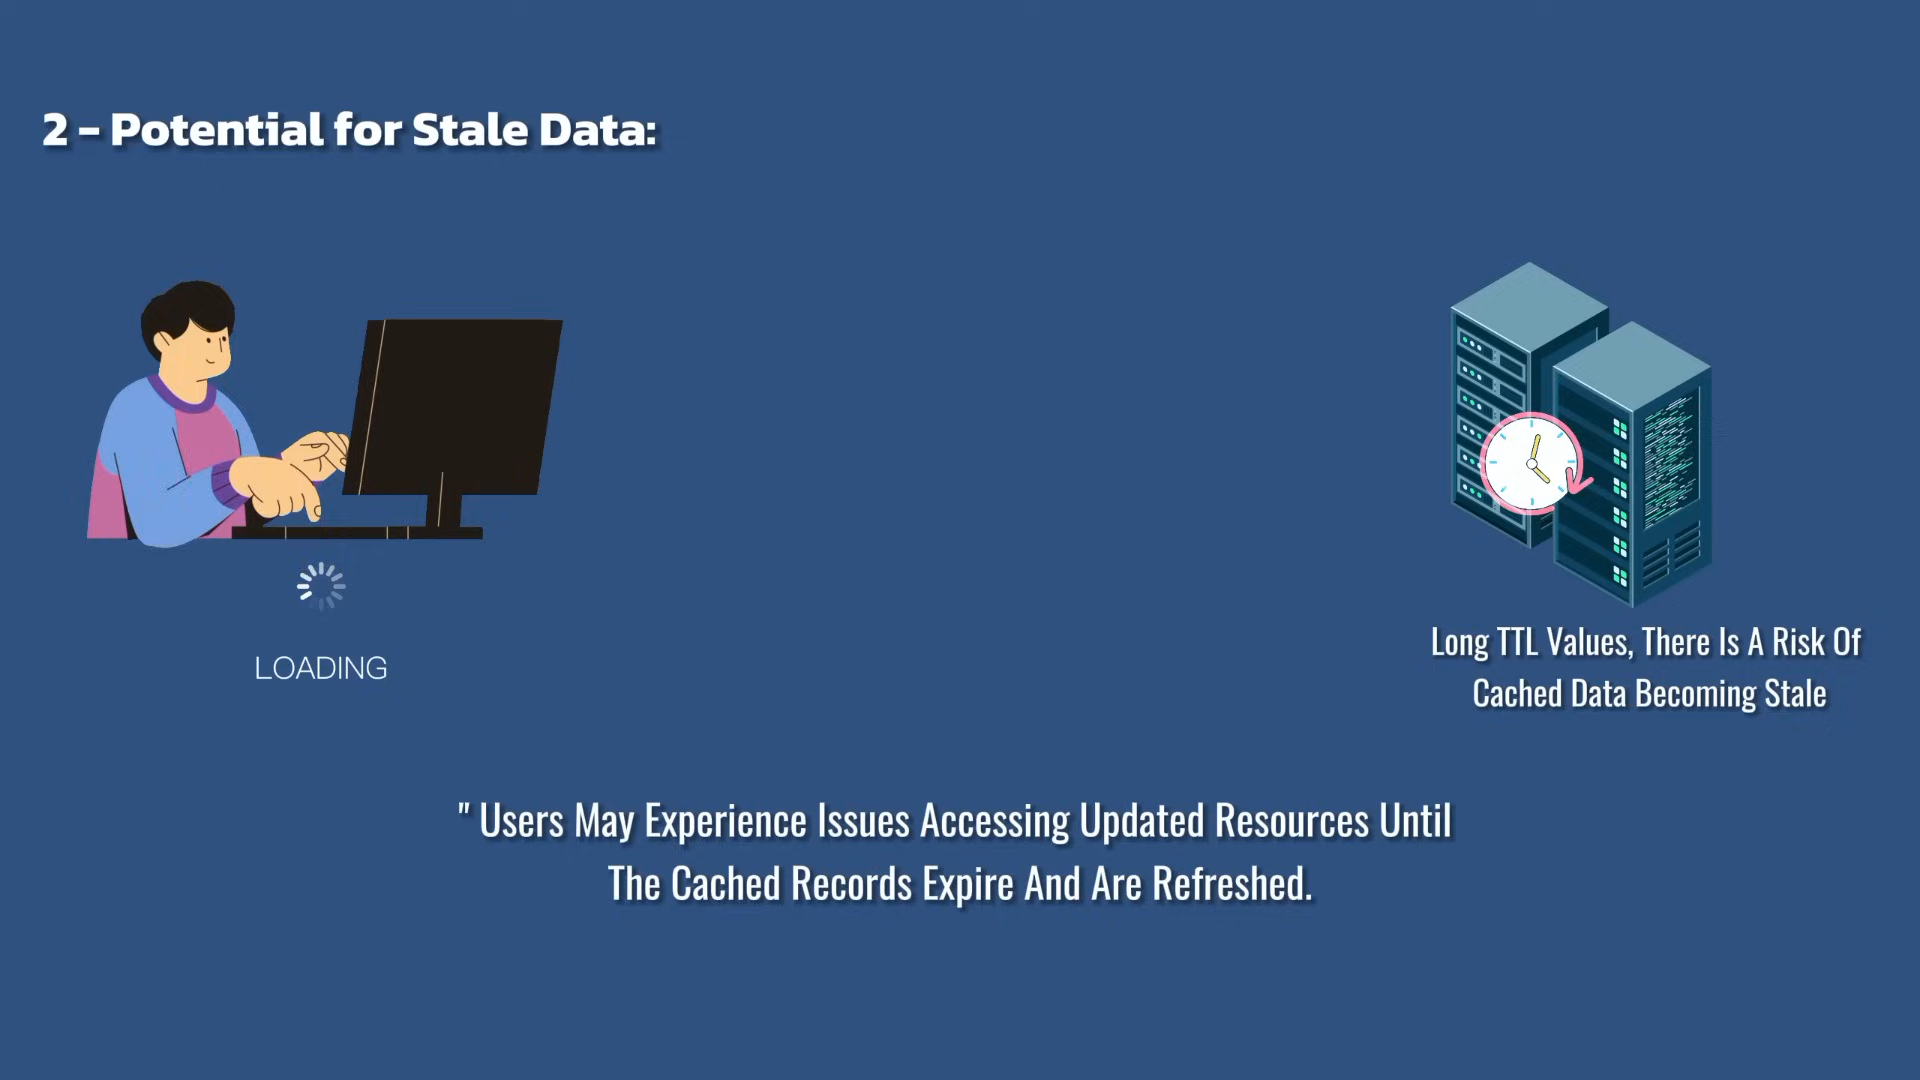 2 - Potential for Stale Data:
LOADING
Long TTL Values, There Is A Risk Of
Cached Data Becoming Stale
" Users May Experience Issues Accessing Updated Resources Until
The Cached Records Expire And Are Refreshed.